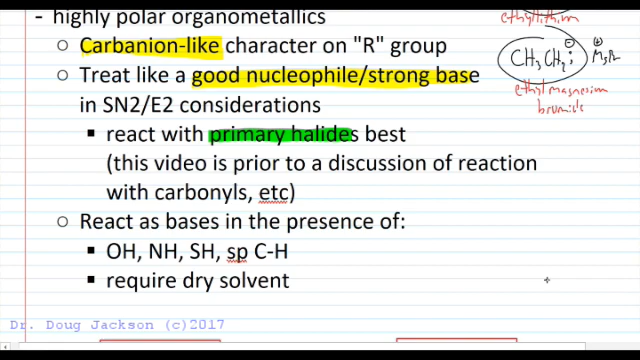 - highly polar organometallics
ethyllithium
○ Carbanion-like character on "R" group
CH3CH2: ⊖ ⊕ MgBr
○ Treat like a good nucleophile/strong base
in SN2/E2 considerations
ethyl magnesium
bromide
▪ react with primary halides best
(this video is prior to a discussion of reaction
with carbonyls, etc)
○ React as bases in the presence of:
▪ OH, NH, SH, sp C-H
▪ require dry solvent
Dr. Doug Jackson (c)2017